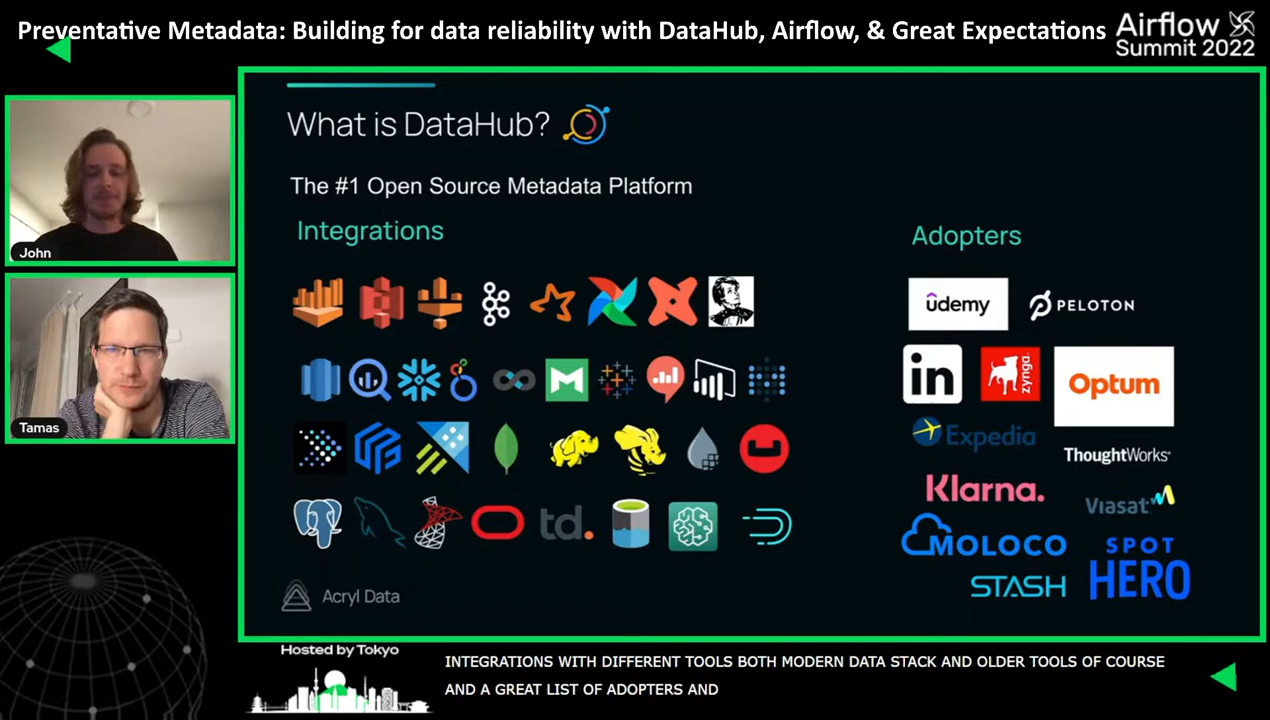 Preventative Metadata: Building for data reliability with DataHub, Airflow, & Great Expectations
Airflow
Summit 2022
John
Tamas
What is DataHub?
The #1 Open Source Metadata Platform
Integrations
Adopters
ûdemy
PELOTON
in
zynga
Optum
Expedia
ThoughtWorks
Klarna.
Viasat
MOLOCO
SPOT
HERO
STASH
M
td.
Acryl Data
Hosted by Tokyo
INTEGRATIONS WITH DIFFERENT TOOLS BOTH MODERN DATA STACK AND OLDER TOOLS OF COURSE
AND A GREAT LIST OF ADOPTERS AND